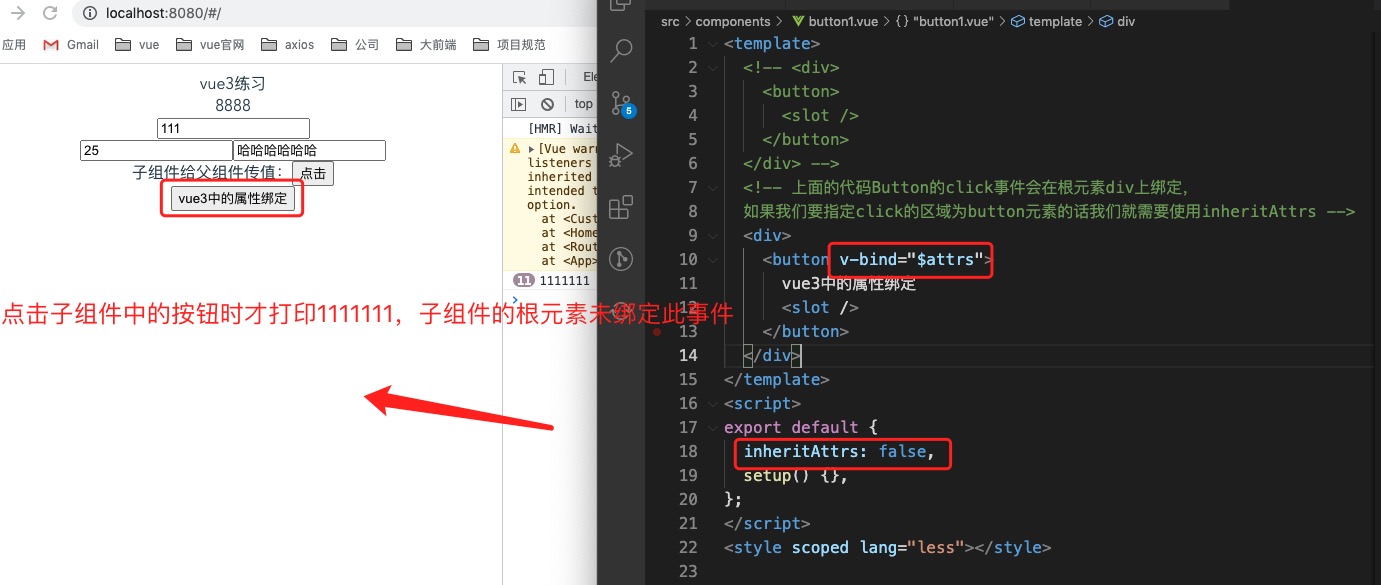 localhost:8080/#/
应用 Gmail vue vue官网 axios 公司 大前端 项目规范
vue3练习
8888
111
25 哈哈哈哈哈哈
子组件给父组件传值： 点击
vue3中的属性绑定
top
[HMR] Wait
[Vue warn
listeners
inherited
intended t
option.
at <Cust
at <Home
at <Rout
at <App>
11 1111111
点击子组件中的按钮时才打印1111111，子组件的根元素未绑定此事件
5
src > components > button1.vue > {} "button1.vue" > template > div
1 <template>
2 <!-- <div>
3 <button>
4 <slot />
5 </button>
6 </div> -->
7 <!-- 上面的代码Button的click事件会在根元素div上绑定，
8 如果我们要指定click的区域为button元素的话我们就需要使用inheritAttrs -->
9 <div>
10 <button v-bind="$attrs">
11 vue3中的属性绑定
12 <slot />
13 </button>
14 </div>
15 </template>
16 <script>
17 export default {
18 inheritAttrs: false,
19 setup() {},
20 };
21 </script>
22 <style scoped lang="less"></style>
23